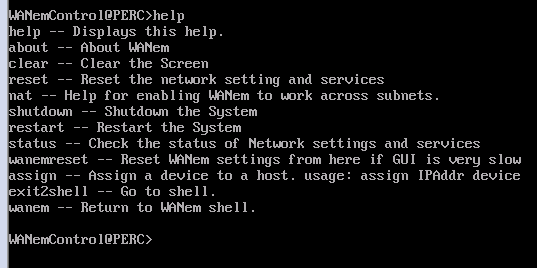 WANemControl@PERC>help
help -- Displays this help.
about -- About WANem
clear -- Clear the Screen
reset -- Reset the network setting and services
nat -- Help for enabling WANem to work across subnets.
shutdown -- Shutdown the System
restart -- Restart the System
status -- Check the status of Network settings and services
wanemreset -- Reset WANem settings from here if GUI is very slow
assign -- Assign a device to a host. usage: assign IPAddr device
exit2shell -- Go to shell.
wanem -- Return to WANem shell.
WANemControl@PERC>